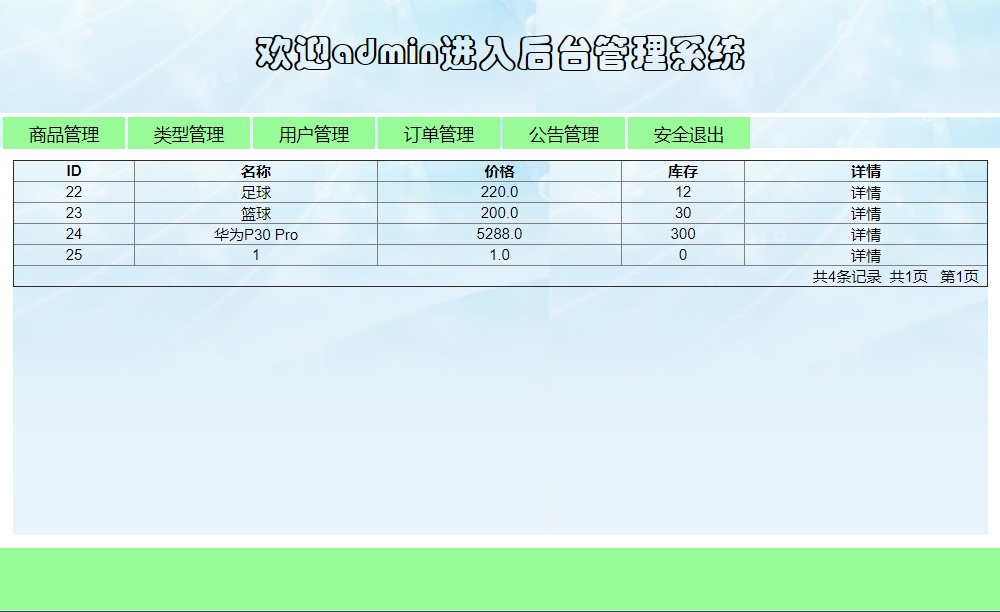 欢迎admin进入后台管理系统
商品管理 类型管理 用户管理 订单管理 公告管理 安全退出
ID 名称 价格 库存 详情
22 足球 220.0 12 详情
23 篮球 200.0 30 详情
24 华为P30 Pro 5288.0 300 详情
25 1 1.0 0 详情
共4条记录 共1页 第1页